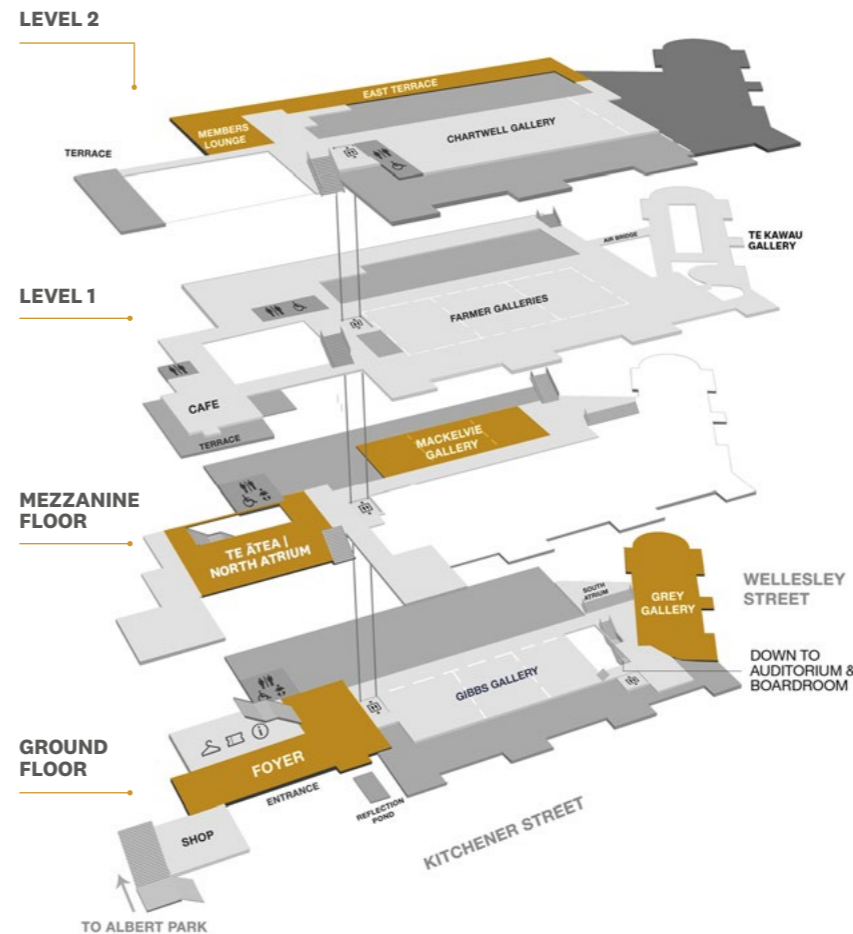 LEVEL 2
EAST TERRACE
MEMBERS
LOUNGE
CHARTWELL GALLERY
TERRACE
LEVEL 1
AIR BRIDGE
TE KAWAU
GALLERY
FARMER GALLERIES
CAFE
TERRACE
MEZZANINE
FLOOR
MACKELVIE
GALLERY
TE ĀTEA |
NORTH ATRIUM
GROUND
FLOOR
SOUTH
ATRIUM
GREY
GALLERY
WELLESLEY
STREET
DOWN TO
AUDITORIUM &
BOARDROOM
GIBBS GALLERY
FOYER
ENTRANCE
REFLECTION
POND
SHOP
KITCHENER STREET
TO ALBERT PARK